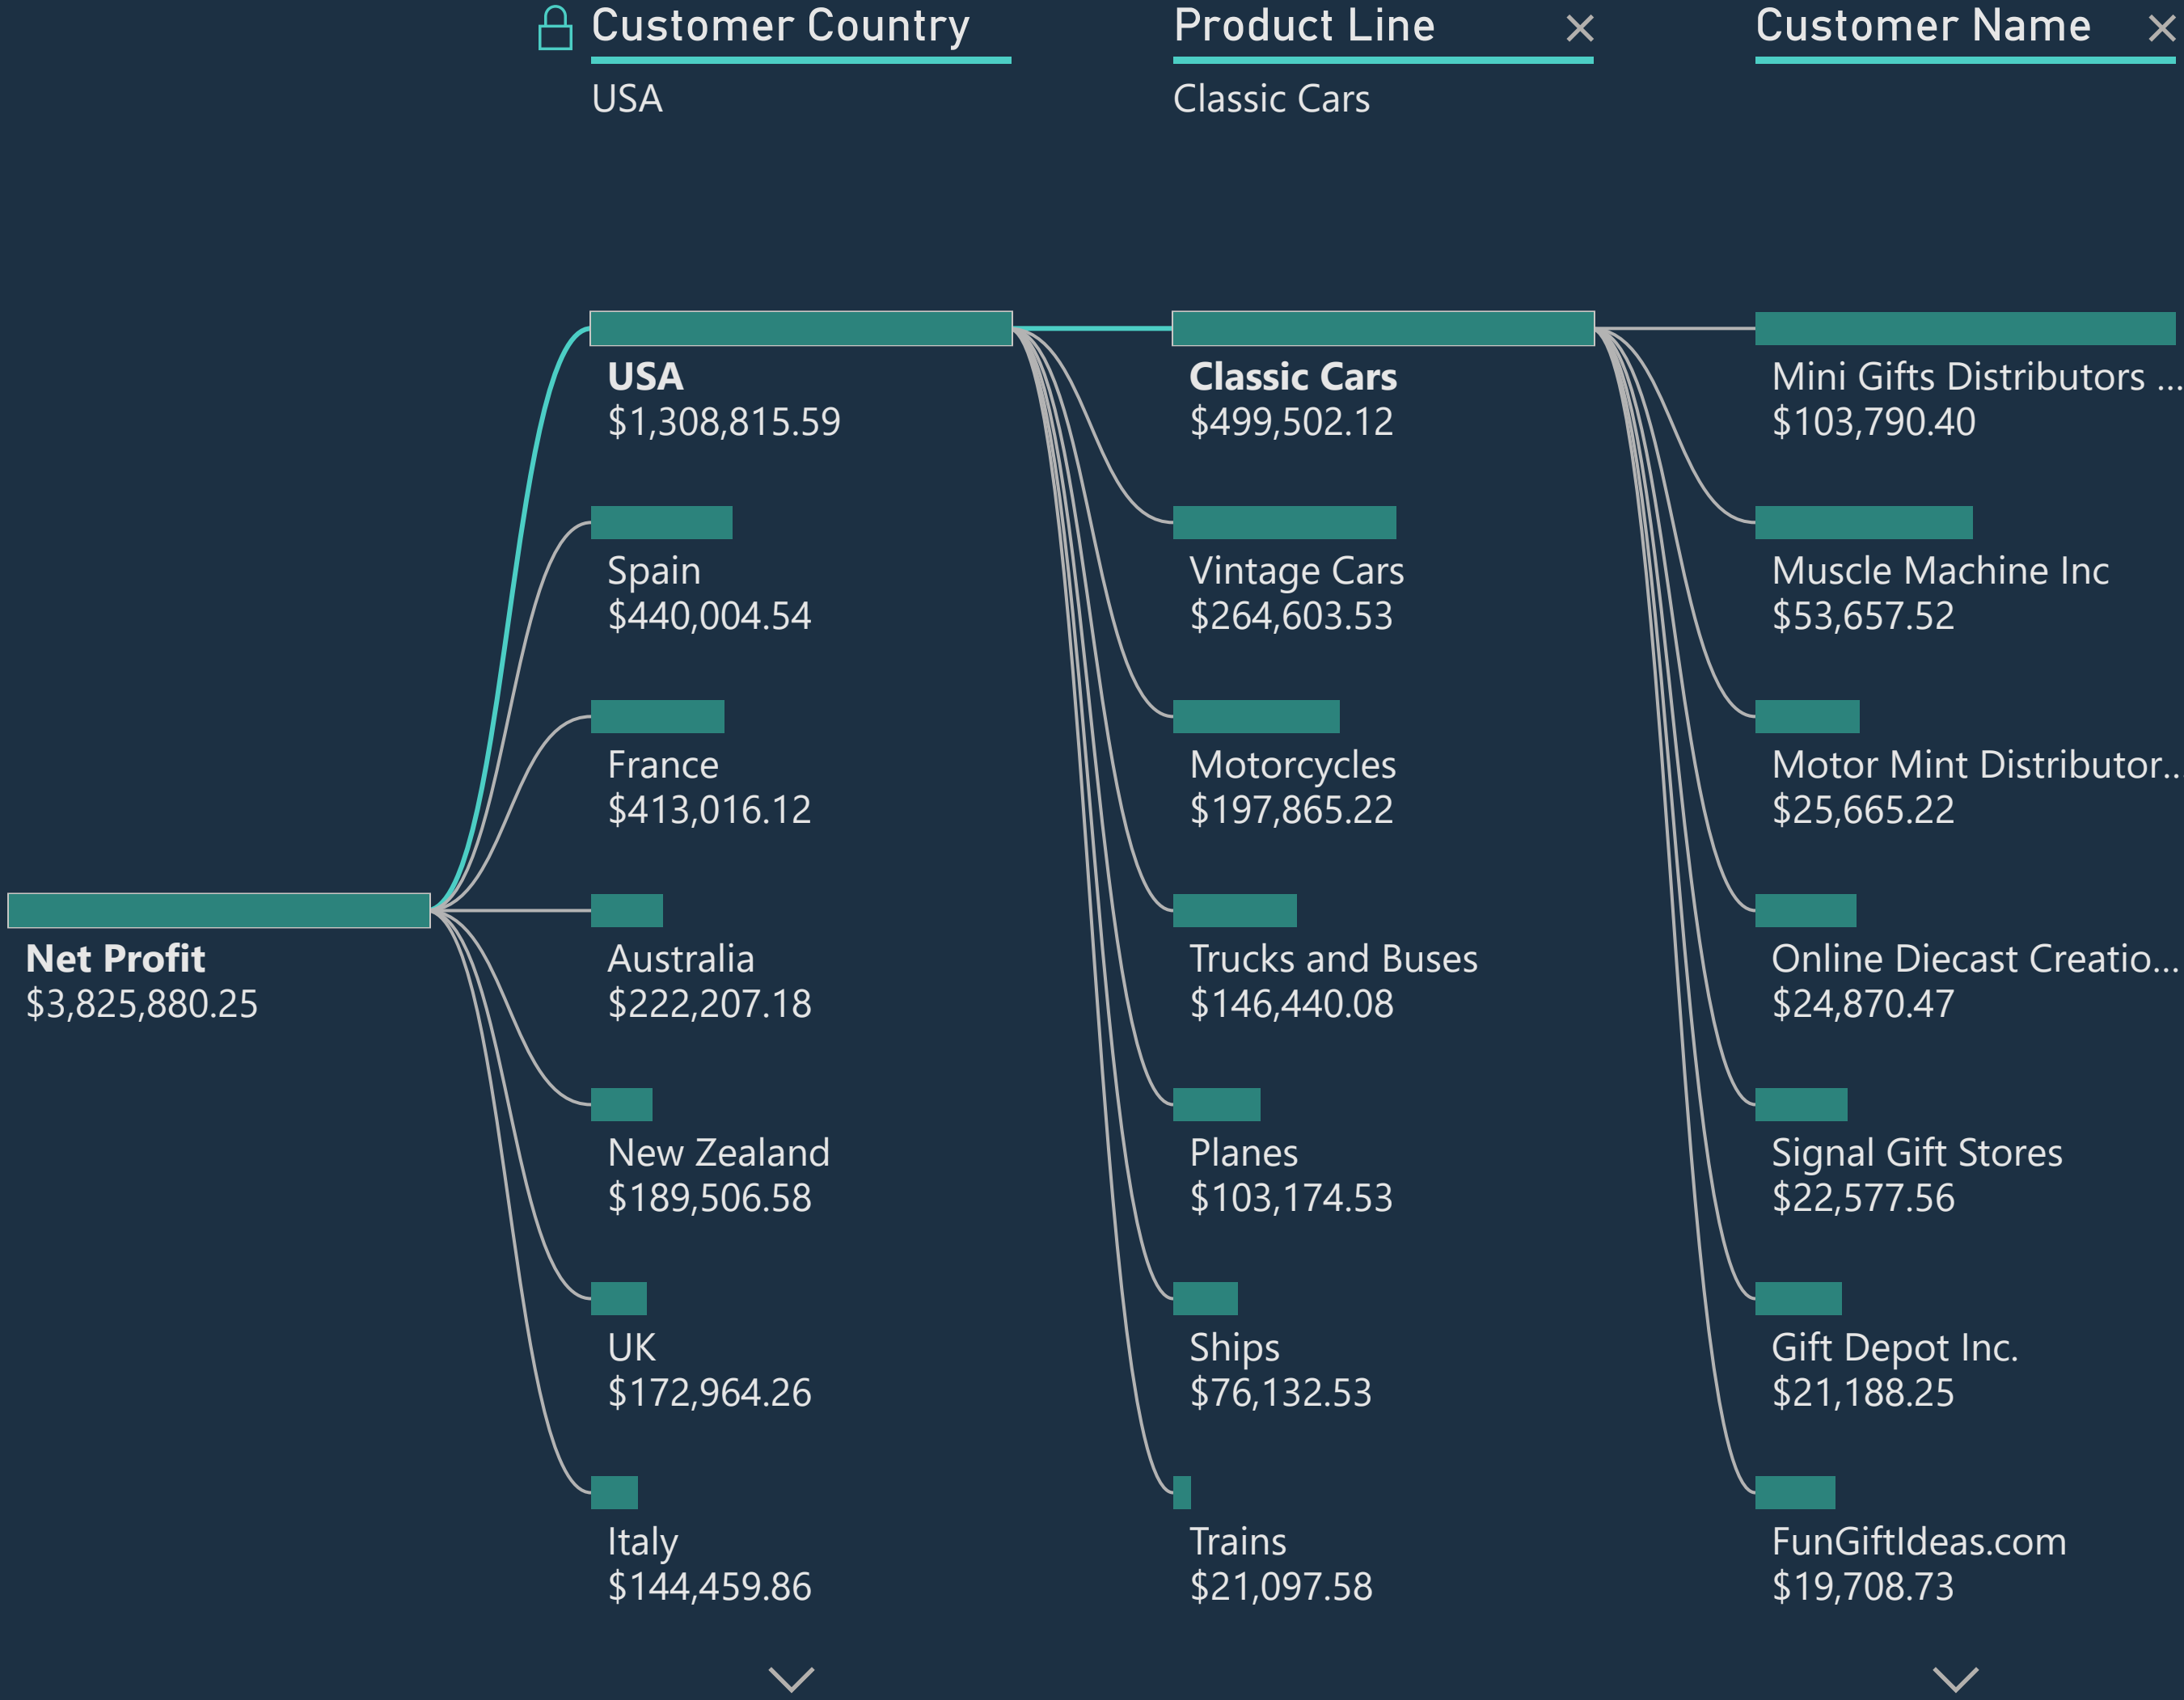 Customer Country
Product Line
Customer Name
USA
Classic Cars
Net Profit
$3,825,880.25
USA
$1,308,815.59
Spain
$440,004.54
France
$413,016.12
Australia
$222,207.18
New Zealand
$189,506.58
UK
$172,964.26
Italy
$144,459.86
Classic Cars
$499,502.12
Vintage Cars
$264,603.53
Motorcycles
$197,865.22
Trucks and Buses
$146,440.08
Planes
$103,174.53
Ships
$76,132.53
Trains
$21,097.58
Mini Gifts Distributors ...
$103,790.40
Muscle Machine Inc
$53,657.52
Motor Mint Distributor...
$25,665.22
Online Diecast Creatio...
$24,870.47
Signal Gift Stores
$22,577.56
Gift Depot Inc.
$21,188.25
FunGiftIdeas.com
$19,708.73